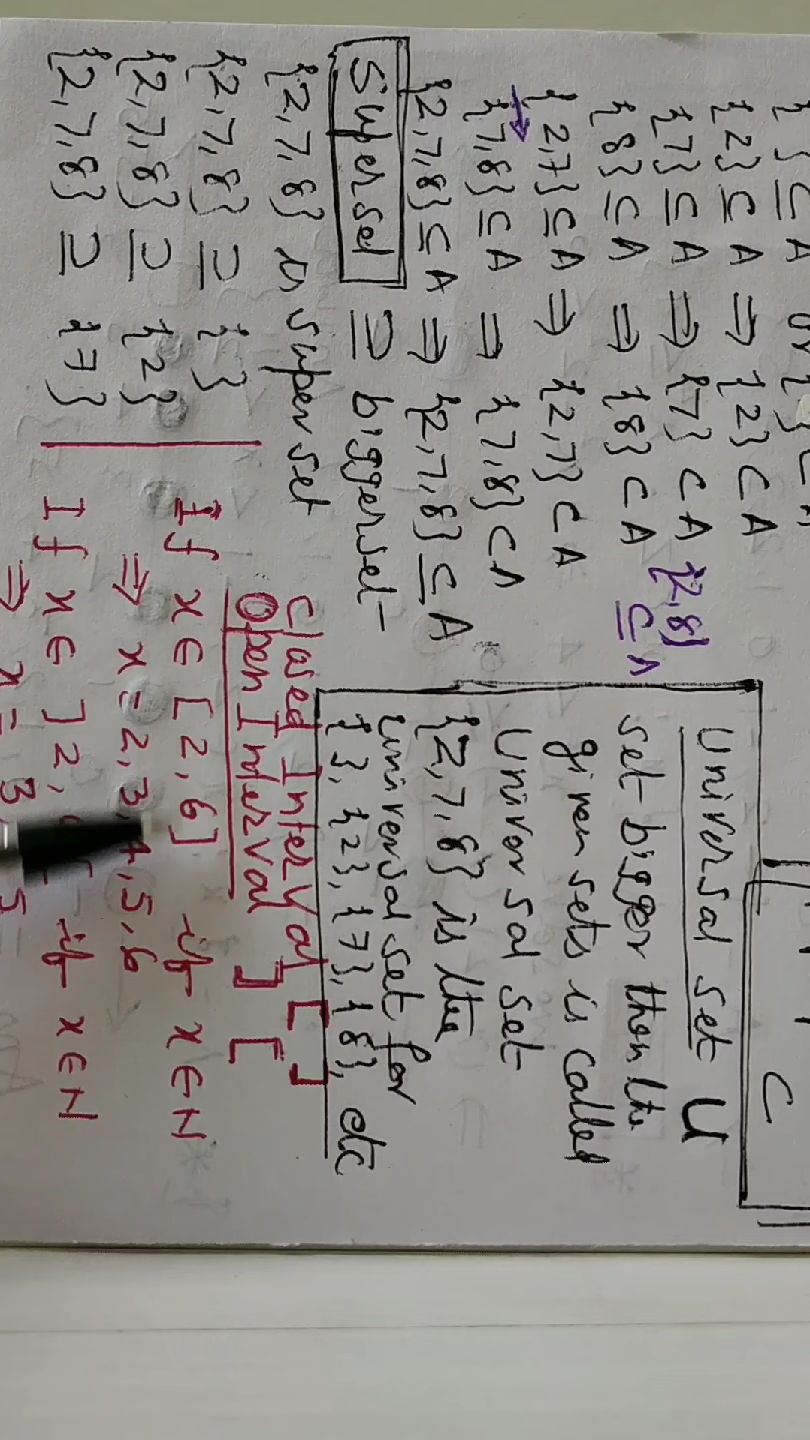 { } ⊆ A or { } ⊂ A
{2} ⊆ A ⇒ {2} ⊂ A
{7} ⊆ A ⇒ {7} ⊂ A
{8} ⊆ A ⇒ {8} ⊂ A
{2,8} ⊆ A
{2,7} ⊆ A ⇒ {2,7} ⊂ A
{7,8} ⊆ A ⇒ {7,8} ⊂ A
{2,7,8} ⊆ A ⇒ {2,7,8} ⊆ A
Superset ⊇ biggerset
{2,7,8} is superset
{2,7,8} ⊇ { }
{2,7,8} ⊇ {2}
{2,7,8} ⊇ {7}
C
Universal set U
set bigger then the
given sets is called
Universal set
{2,7,8} is the
universal set for
{ }, {2}, {7}, {8}, etc
Closed Interval [ ]
Open Interval ] [
If x ∈ [2,6] if x ∈ N
⇒ x = 2,3,4,5,6
If x ∈ ]2, [ if x ∈ N
⇒ x = 3 5